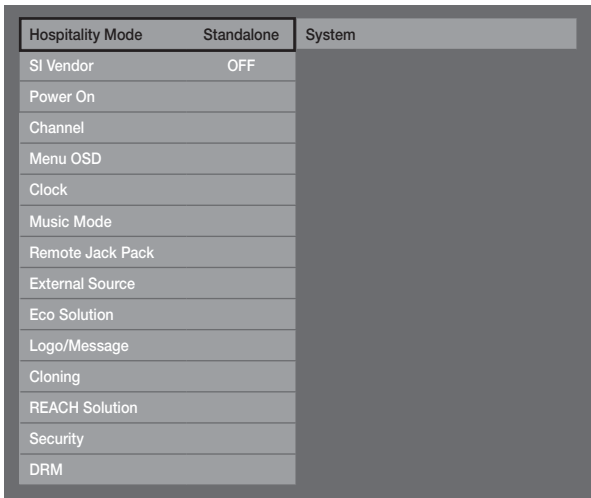 Hospitality Mode Standalone System
SI Vendor OFF
Power On
Channel
Menu OSD
Clock
Music Mode
Remote Jack Pack
External Source
Eco Solution
Logo/Message
Cloning
REACH Solution
Security
DRM